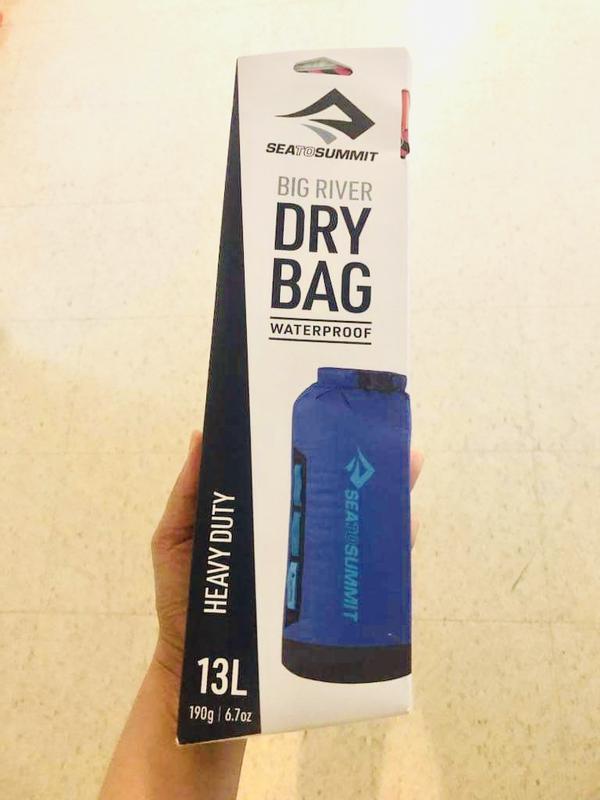 SEATOSUMMIT
BIG RIVER
DRY
BAG
WATERPROOF
SEATOSUMMIT
HEAVY DUTY
13L
190g | 6.7oz